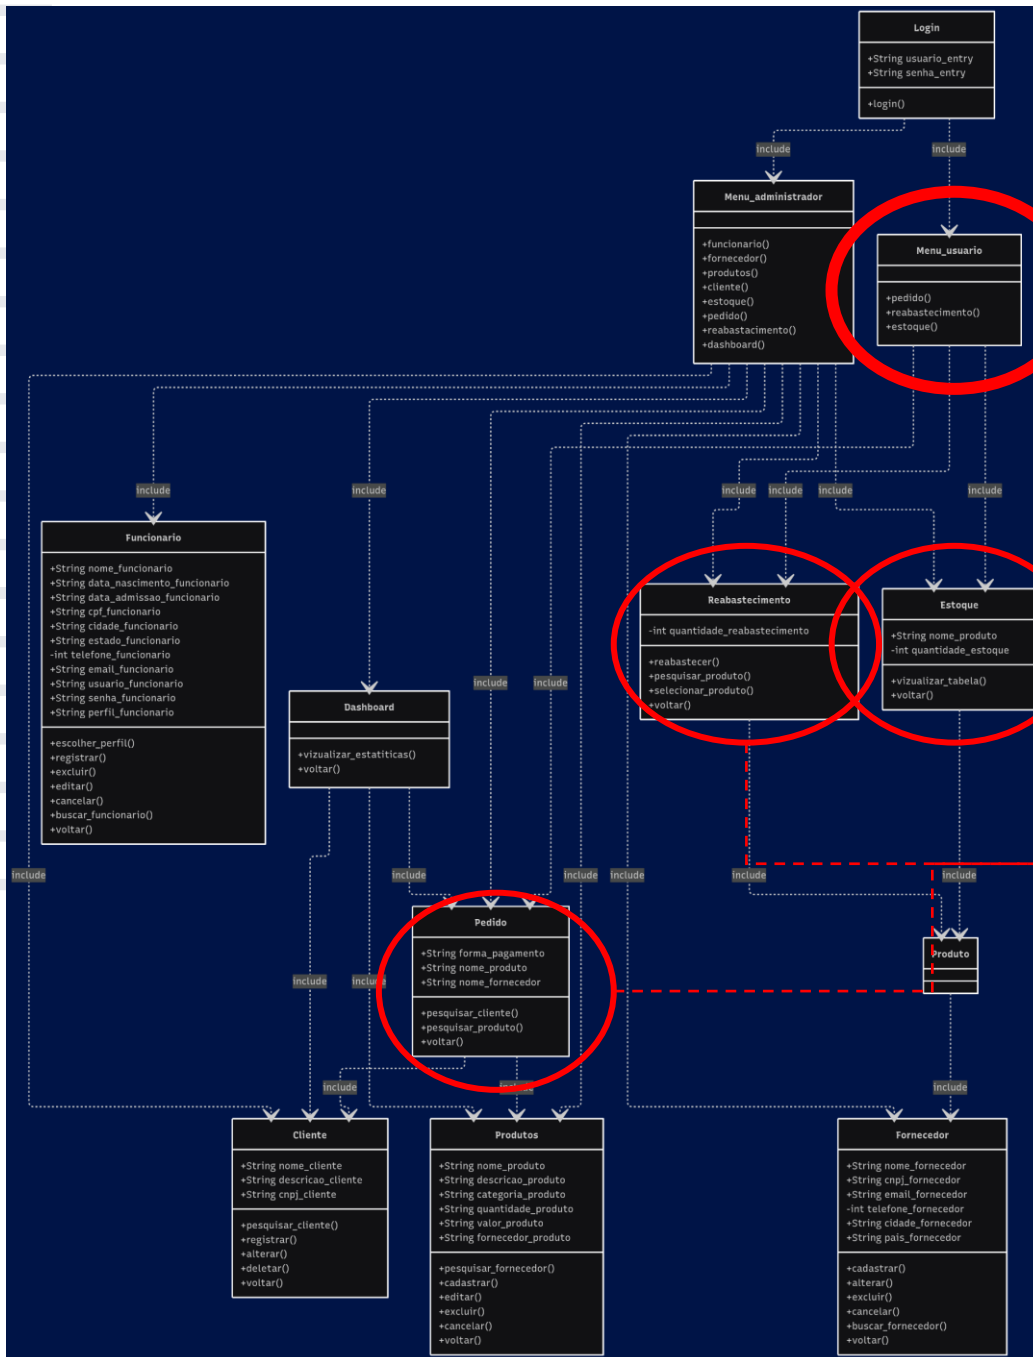 Login
+String usuario_entry
+String senha_entry
+login()
include
include
Menu_administrador
+funcionario()
+fornecedor()
+produtos()
+cliente()
+estoque()
+pedido()
+reabastacimento()
+dashboard()
Menu_usuario
+pedido()
+reabastecimento()
+estoque()
include
include
include
include
include
include
include
Funcionario
+String nome_funcionario
+String data_nascimento_funcionario
+String data_admissao_funcionario
+String cpf_funcionario
+String cidade_funcionario
+String estado_funcionario
-int telefone_funcionario
+String email_funcionario
+String usuario_funcionario
+String senha_funcionario
+String perfil_funcionario
+escolher_perfil()
+registrar()
+excluir()
+editar()
+cancelar()
+buscar_funcionario()
+voltar()
Dashboard
+vizualizar_estatiticas()
+voltar()
Reabastecimento
-int quantidade_reabastecimento
+reabastecer()
+pesquisar_produto()
+selecionar_produto()
+voltar()
Estoque
+String nome_produto
-int quantidade_estoque
+vizualizar_tabela()
+voltar()
include
include
include
include
include
include
Pedido
+String forma_pagamento
+String nome_produto
+String nome_fornecedor
+pesquisar_cliente()
+pesquisar_produto()
+voltar()
Produto
include
include
include
include
include
Cliente
+String nome_cliente
+String descricao_cliente
+String cnpj_cliente
+pesquisar_cliente()
+registrar()
+alterar()
+deletar()
+voltar()
Produtos
+String nome_produto
+String descricao_produto
+String categoria_produto
+String quantidade_produto
+String valor_produto
+String fornecedor_produto
+pesquisar_fornecedor()
+cadastrar()
+editar()
+excluir()
+cancelar()
+voltar()
Fornecedor
+String nome_fornecedor
+String cnpj_fornecedor
+String email_fornecedor
-int telefone_fornecedor
+String cidade_fornecedor
+String pais_fornecedor
+cadastrar()
+alterar()
+excluir()
+cancelar()
+buscar_fornecedor()
+voltar()